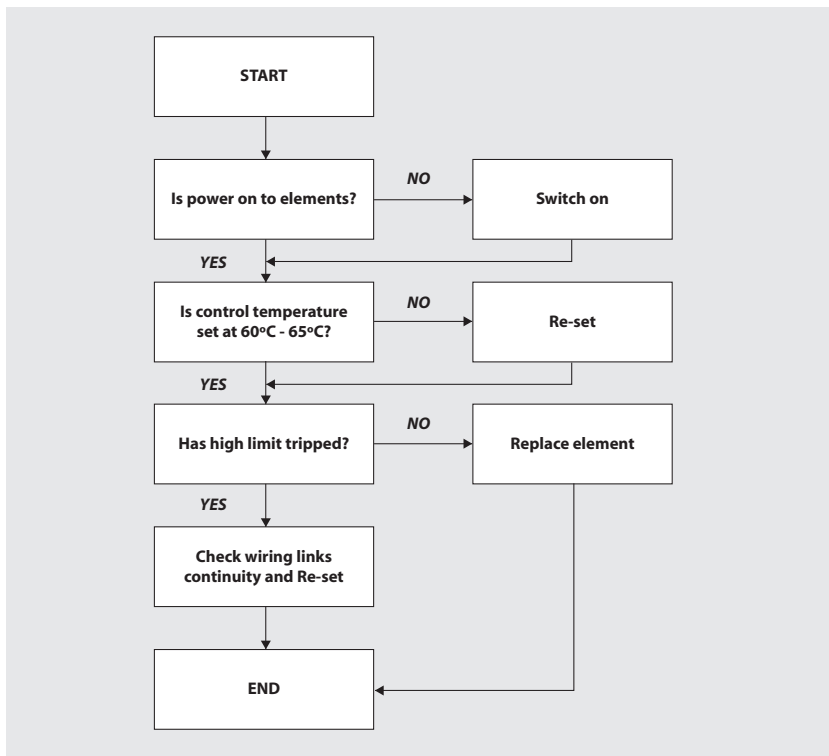 START
Is power on to elements?
NO
Switch on
YES
Is control temperature
set at 60ºC - 65ºC?
NO
Re-set
YES
Has high limit tripped?
NO
Replace element
YES
Check wiring links
continuity and Re-set
END